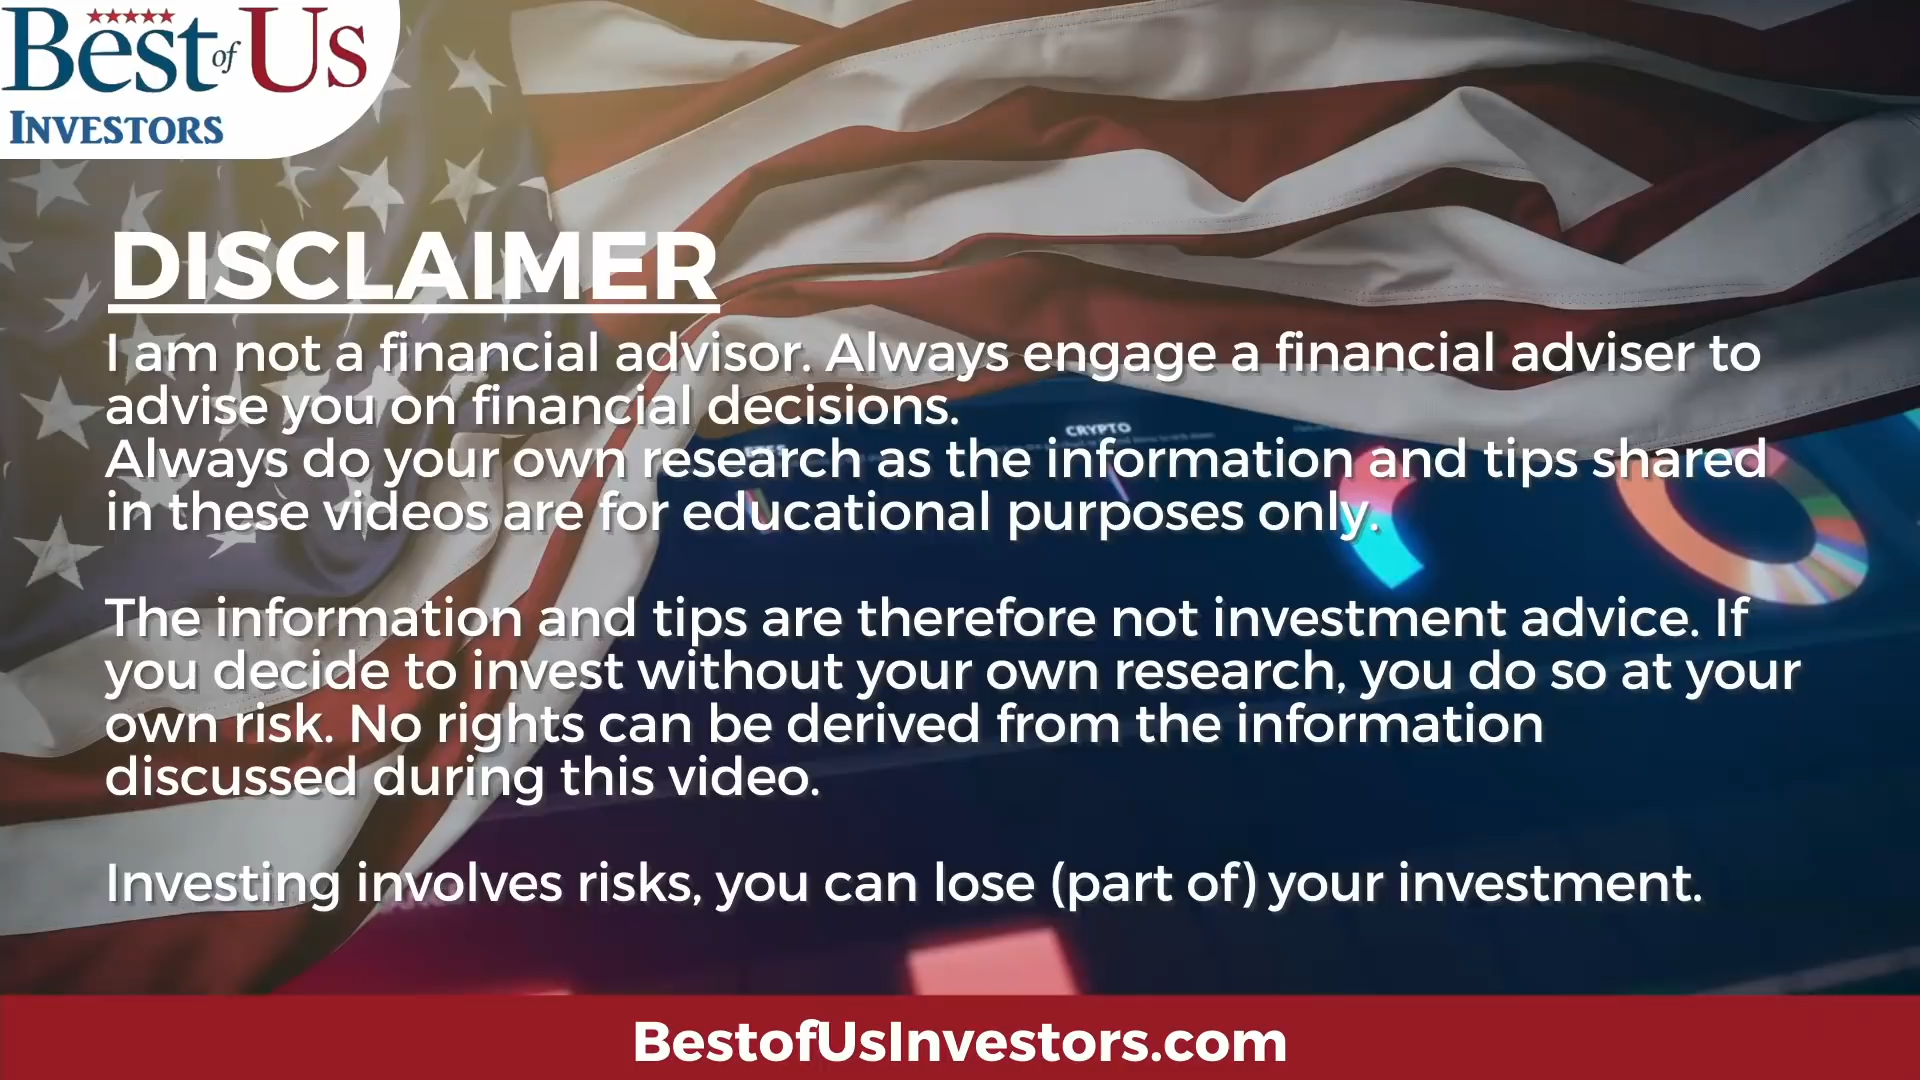 Best of Us
INVESTORS
DISCLAIMER
I am not a financial advisor. Always engage a financial adviser to
advise you on financial decisions.
CRYPTO
Always do your own research as the information and tips shared
in these videos are for educational purposes only.
The information and tips are therefore not investment advice. If
you decide to invest without your own research, you do so at your
own risk. No rights can be derived from the information
discussed during this video.
Investing involves risks, you can lose (part of) your investment.
BestofUsInvestors.com